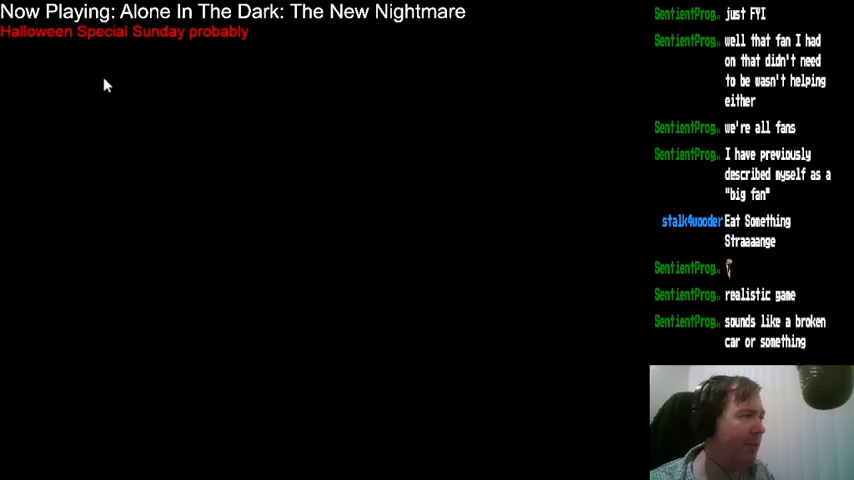 Now Playing: Alone In The Dark: The New Nightmare
Halloween Special Sunday probably
SentientProg.. just FYI
SentientProg.. well that fan I had
on that didn't need
to be wasn't helping
either
SentientProg.. we're all fans
SentientProg.. I have previously
described myself as a
"big fan"
stalk4wooder Eat Something
Straaaange
SentientProg..
SentientProg.. realistic game
SentientProg.. sounds like a broken
car or something